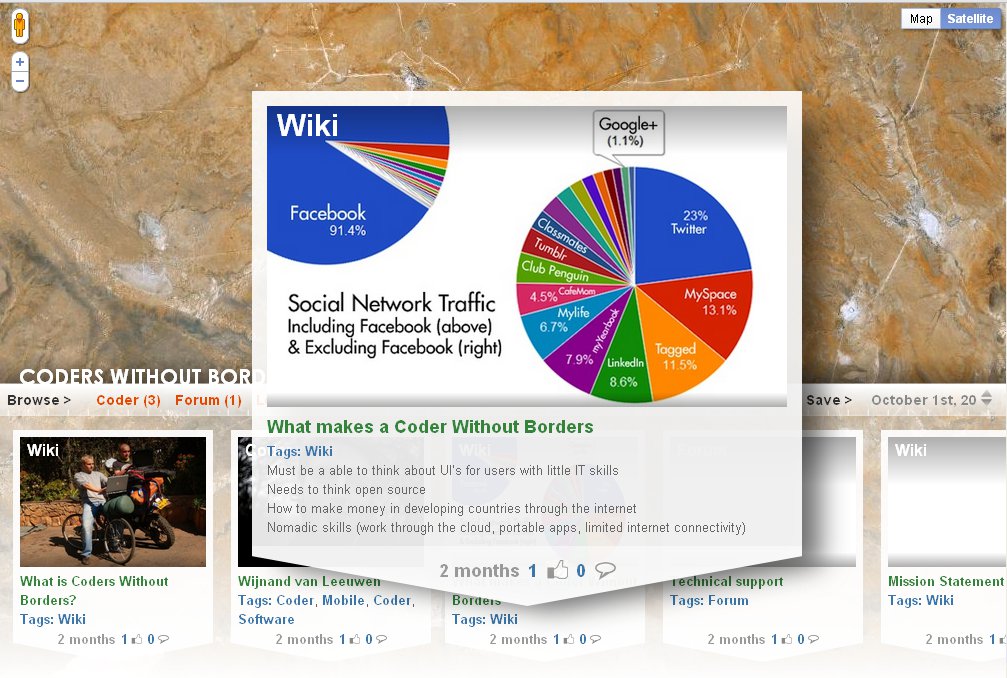 Map
Satellite
+
−
Wiki
Google+
(1.1%)
Facebook
91.4%
23%
Twitter
MySpace
13.1%
Tagged
11.5%
LinkedIn
8.6%
myYearbook
7.9%
Mylife
6.7%
CafeMom
4.5%
Club Penguin
Tumblr
Classmates
Social Network Traffic
Including Facebook (above)
& Excluding Facebook (right)
CODERS WITHOUT BORD
Browse >
Coder (3)
Forum (1)
Save >
October 1st, 20
What makes a Coder Without Borders
Tags: Wiki
Must be a able to think about UI's for users with little IT skills
Needs to think open source
How to make money in developing countries through the internet
Nomadic skills (work through the cloud, portable apps, limited internet connectivity)
2 months 1 0
Wiki
What is Coders Without
Borders?
Tags: Wiki
2 months 1 0
Wijnand van Leeuwen
Tags: Coder, Mobile, Coder,
Software
2 months 1 0
Wiki
Borders
Tags: Wiki
2 months 1 0
Forum
Technical support
Tags: Forum
2 months 1 0
Wiki
Mission Statement
Tags: Wiki
2 months 1